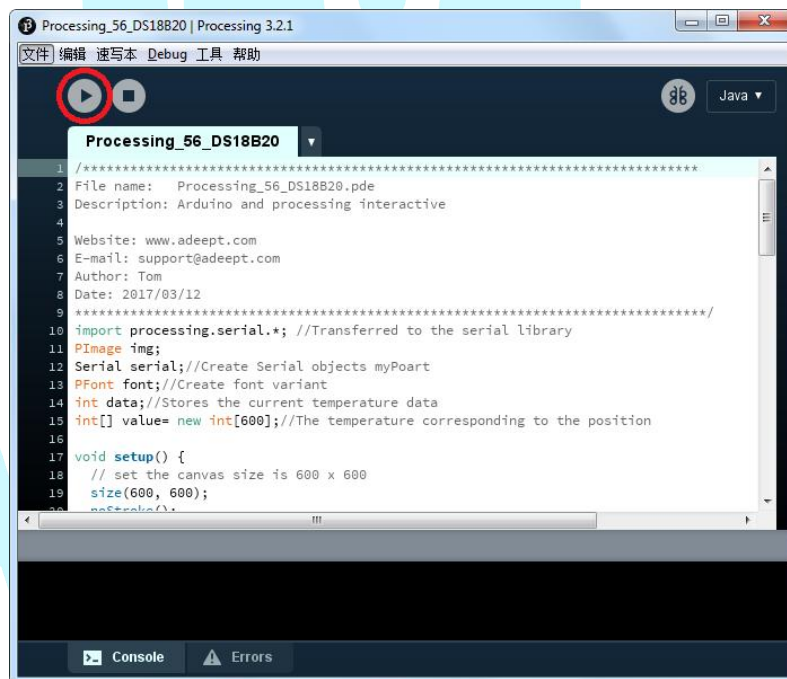 Processing_56_DS18B20 | Processing 3.2.1
文件 编辑 速写本 Debug 工具 帮助
Java ▼
Processing_56_DS18B20 ▼
1 /*******************************************************************************
2 File name: Processing_56_DS18B20.pde
3 Description: Arduino and processing interactive
4
5 Website: www.adeept.com
6 E-mail: support@adeept.com
7 Author: Tom
8 Date: 2017/03/12
9 *********************************************************************************/
10 import processing.serial.*; //Transferred to the serial library
11 PImage img;
12 Serial serial;//Create Serial objects myPoart
13 PFont font;//Create font variant
14 int data;//Stores the current temperature data
15 int[] value= new int[600];//The temperature corresponding to the position
16
17 void setup() {
18 // set the canvas size is 600 x 600
19 size(600, 600);
20 noStroke();
Console Errors